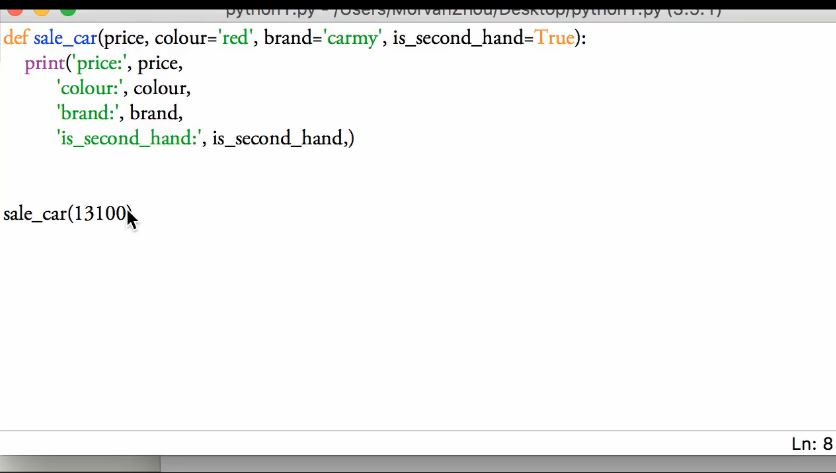 python1.py - /Users/MorvanZhou/Desktop/python1.py (3.5.1)
def sale_car(price, colour='red', brand='carmy', is_second_hand=True):
print('price:', price,
'colour:', colour,
'brand:', brand,
'is_second_hand:', is_second_hand,)
sale_car(13100)
Ln: 8